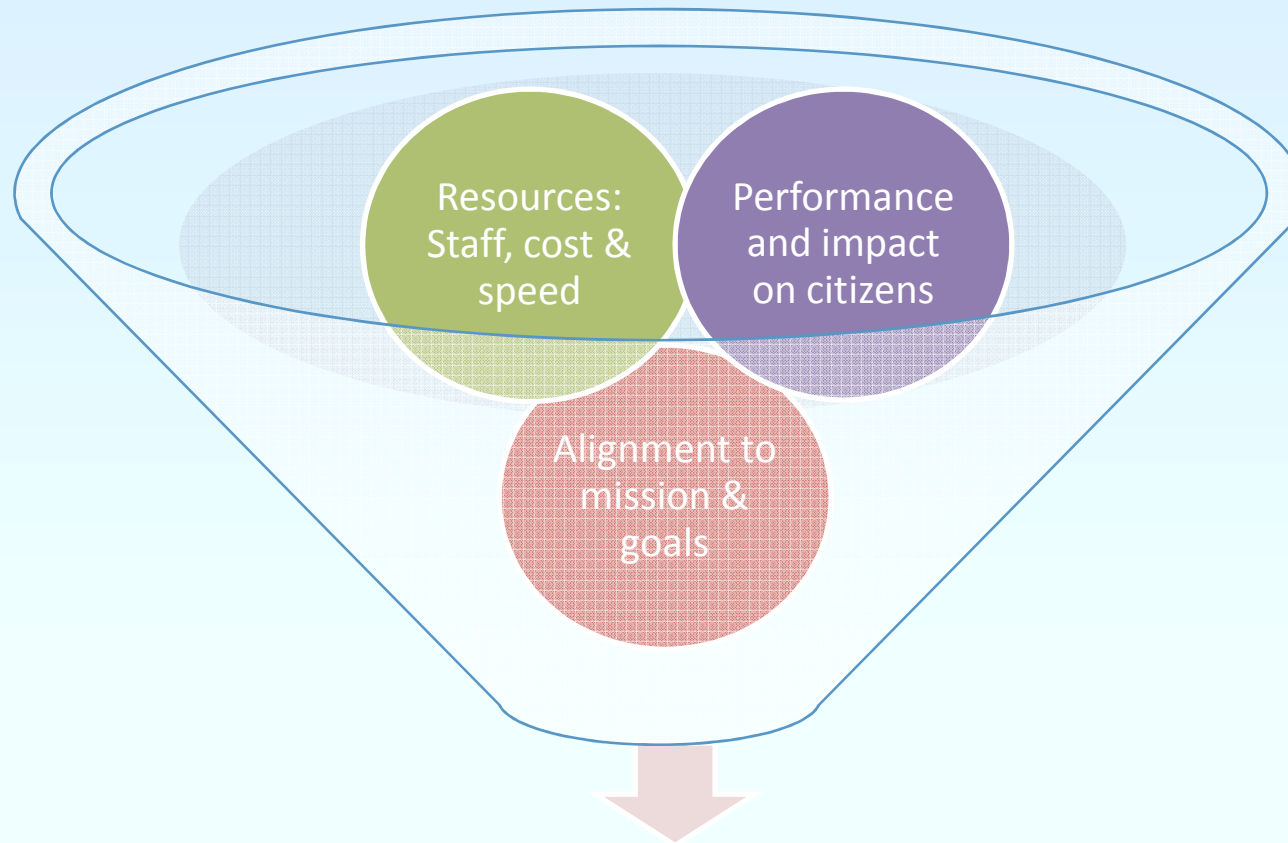 Resources:
Staff, cost &
speed
Performance
and impact
on citizens
Alignment to
mission &
goals